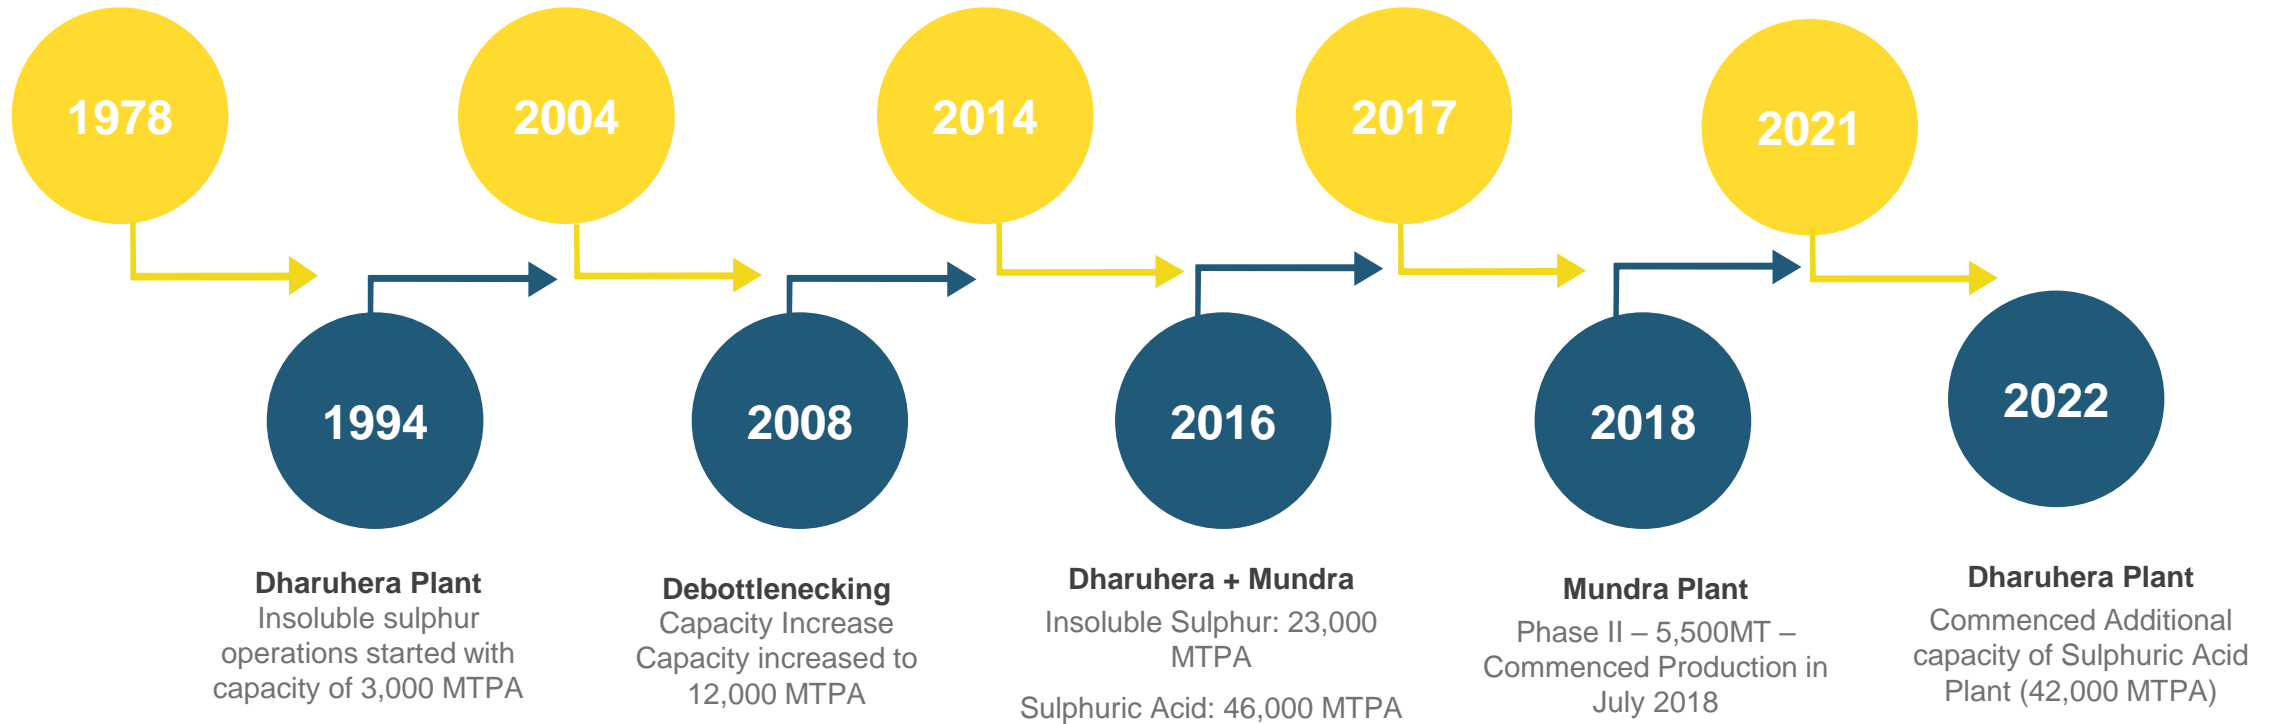 1978
2004
2014
2017
2021
1994
2008
2016
2018
2022
Dharuhera Plant
Insoluble sulphur
operations started with
capacity of 3,000 MTPA
Debottlenecking
Capacity Increase
Capacity increased to
12,000 MTPA
Dharuhera + Mundra
Insoluble Sulphur: 23,000
MTPA
Sulphuric Acid: 46,000 MTPA
Mundra Plant
Phase II – 5,500MT –
Commenced Production in
July 2018
Dharuhera Plant
Commenced Additional
capacity of Sulphuric Acid
Plant (42,000 MTPA)